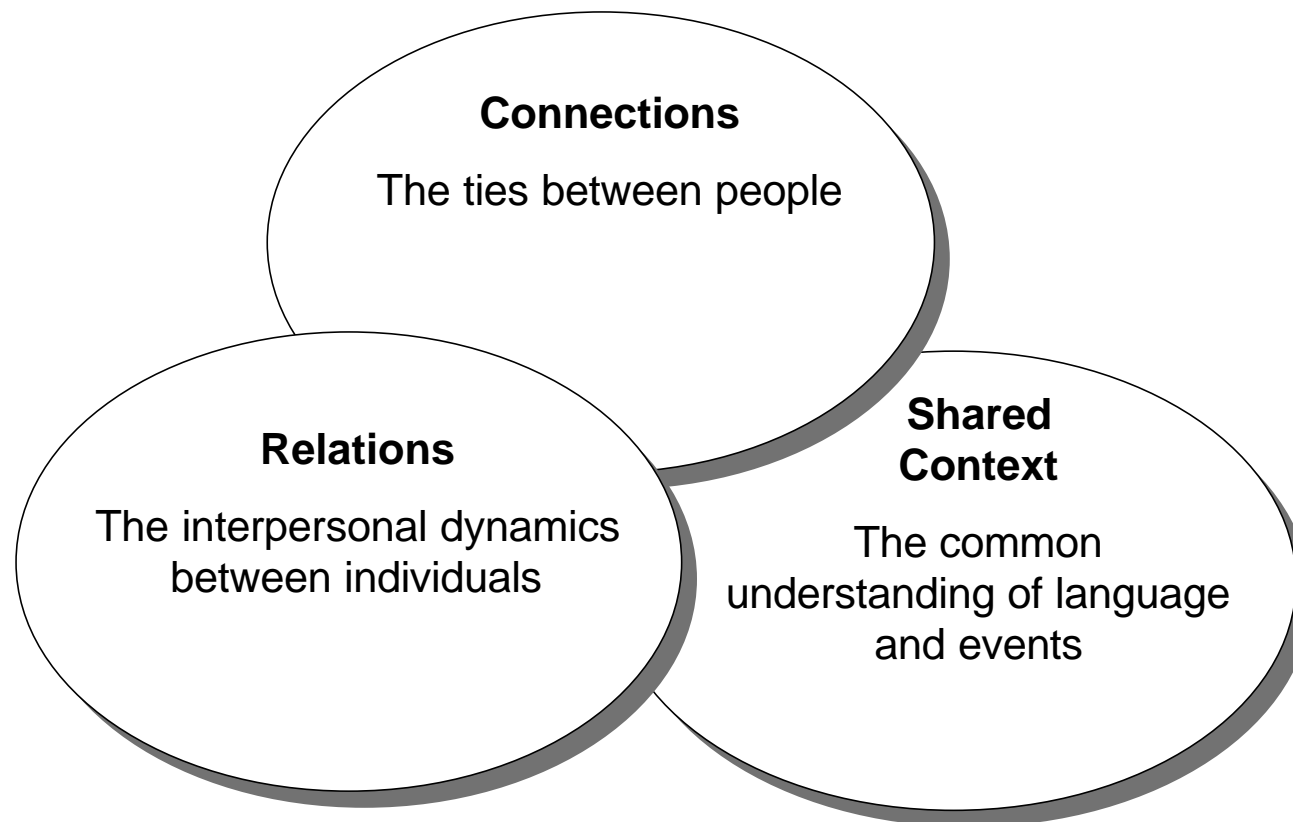 Connections
The ties between people
Relations
The interpersonal dynamics
between individuals
Shared
Context
The common
understanding of language
and events